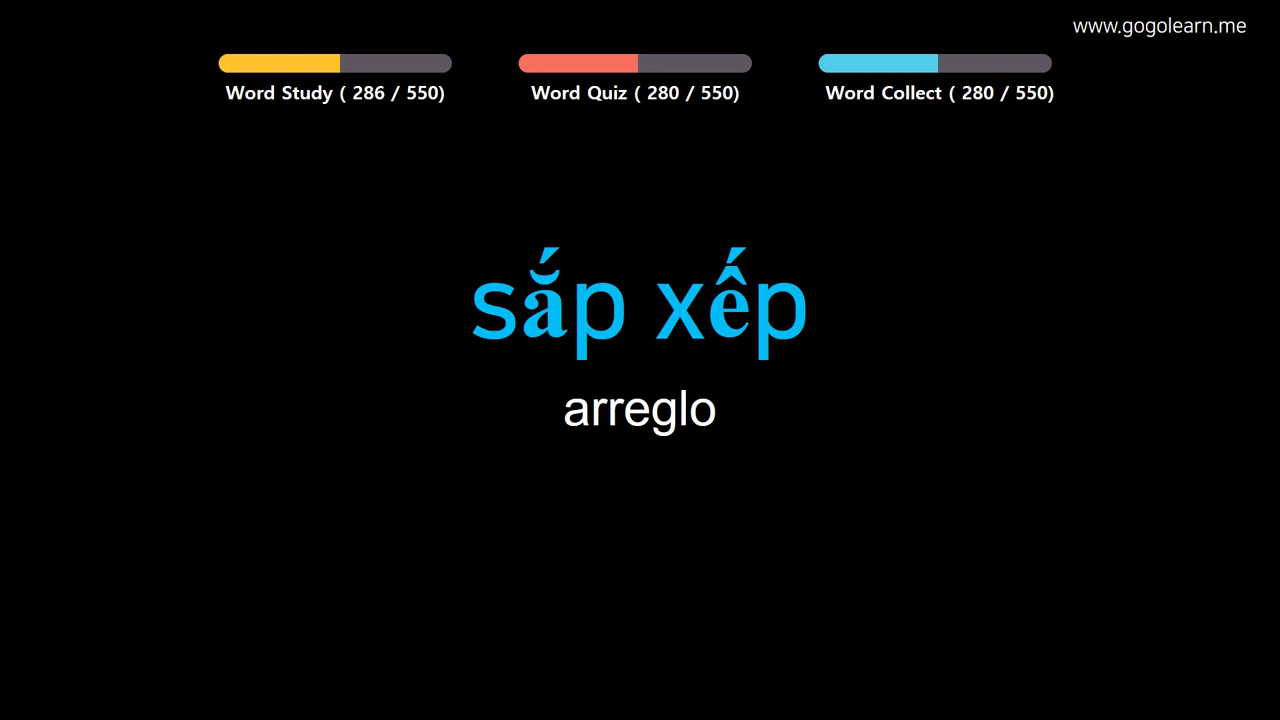 www.gogolearn.me
Word Study ( 286 / 550)
Word Quiz ( 280 / 550)
Word Collect ( 280 / 550)
sắp xếp
arreglo